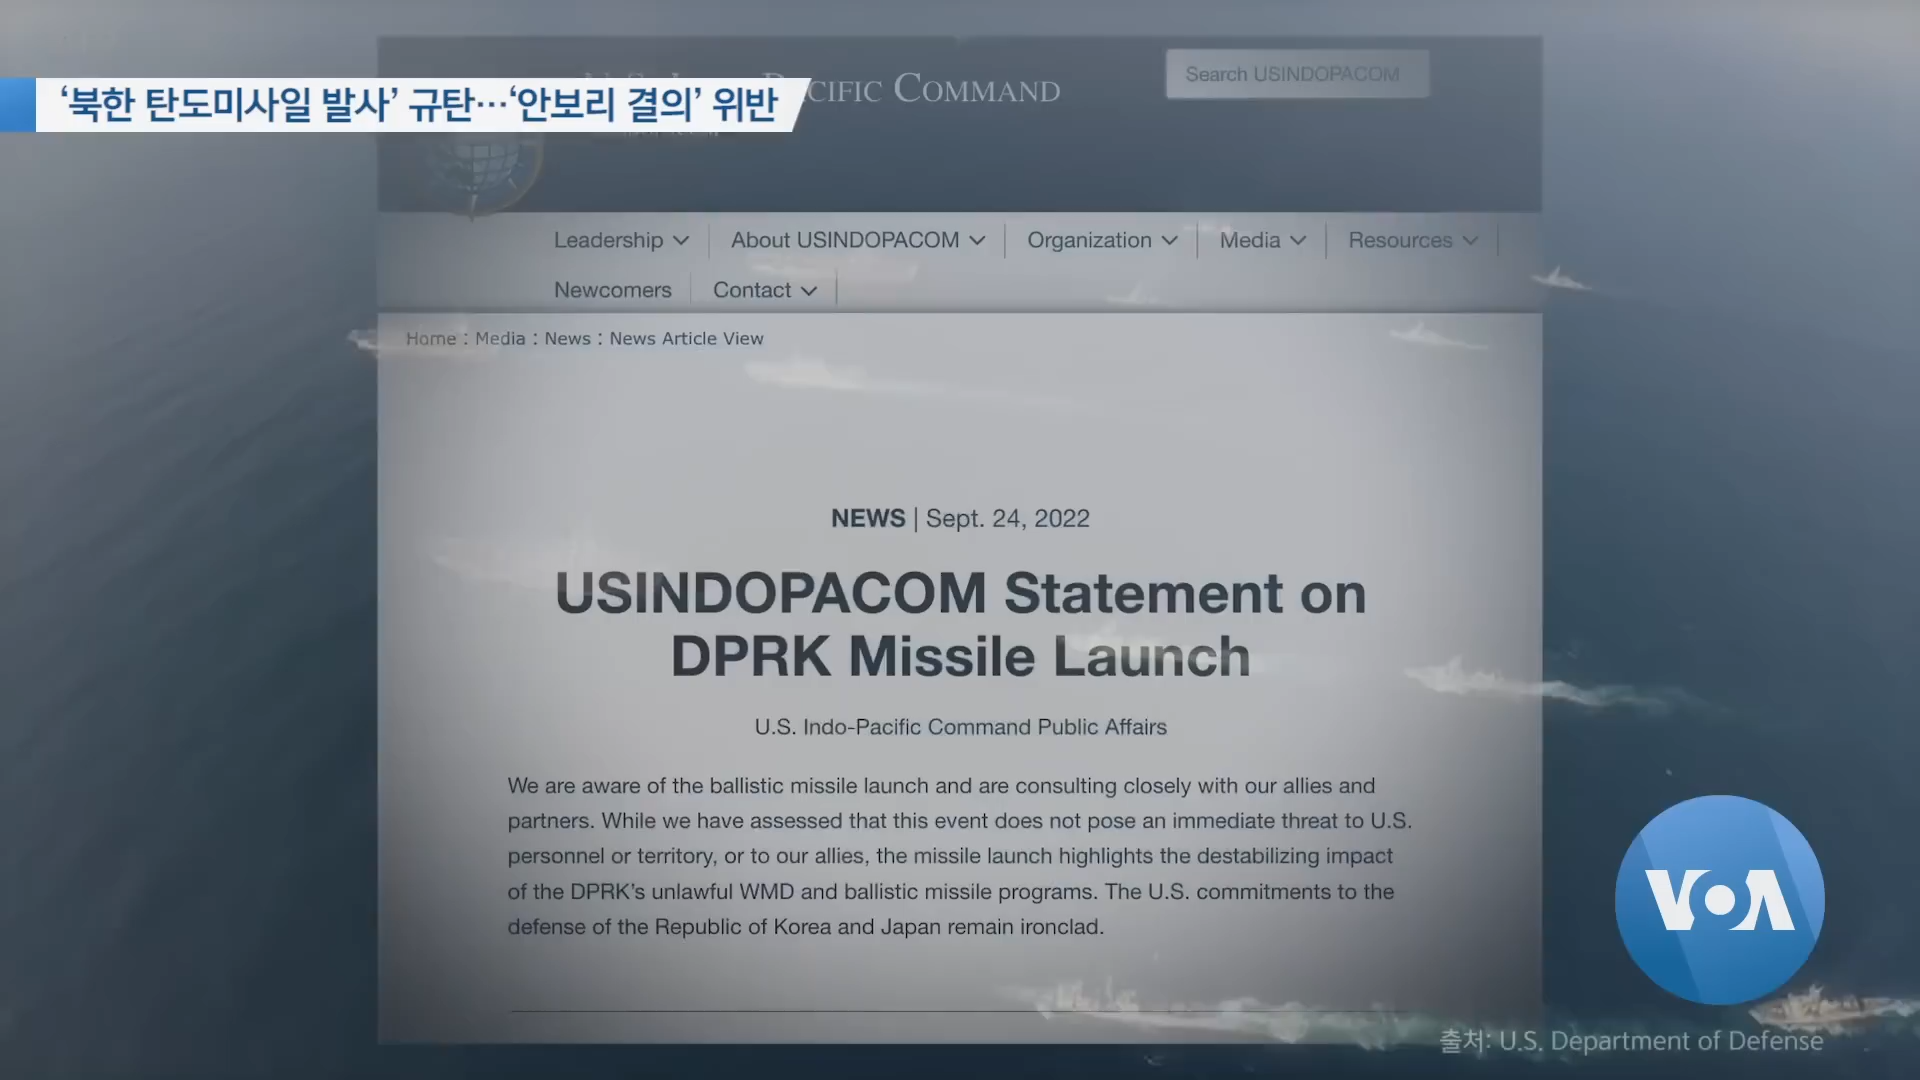 ‘북한 탄도미사일 발사’ 규탄…‘안보리 결의’ 위반
CIFIC COMMAND
Search USINDOPACOM
Leadership
About USINDOPACOM
Organization
Media
Resources
Newcomers
Contact
Home : Media : News : News Article View
NEWS | Sept. 24, 2022
USINDOPACOM Statement on
DPRK Missile Launch
U.S. Indo-Pacific Command Public Affairs
We are aware of the ballistic missile launch and are consulting closely with our allies and
partners. While we have assessed that this event does not pose an immediate threat to U.S.
personnel or territory, or to our allies, the missile launch highlights the destabilizing impact
of the DPRK’s unlawful WMD and ballistic missile programs. The U.S. commitments to the
defense of the Republic of Korea and Japan remain ironclad.
VOA
출처: U.S. Department of Defense